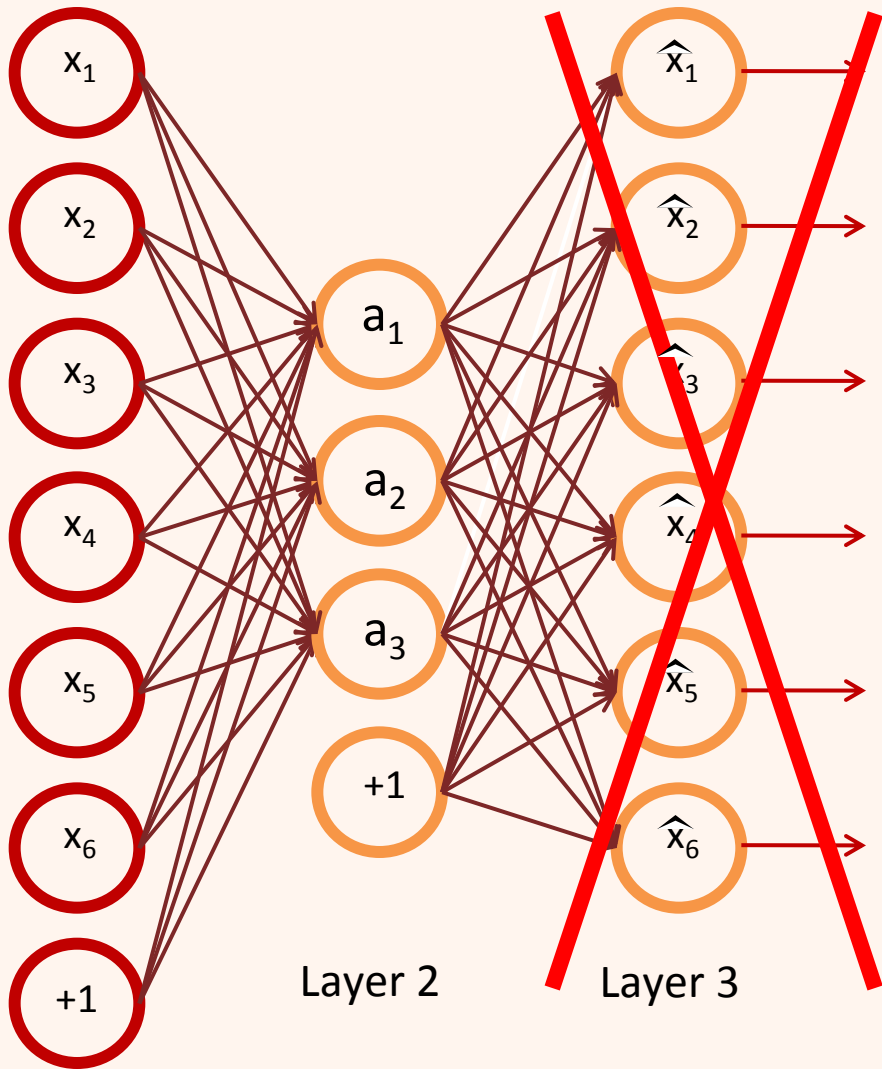 x₁
x₂
x₃
x₄
x₅
x₆
+1
a₁
a₂
a₃
+1
Layer 2
x̂₁
x̂₂
x̂₃
x̂₄
x̂₅
x̂₆
Layer 3